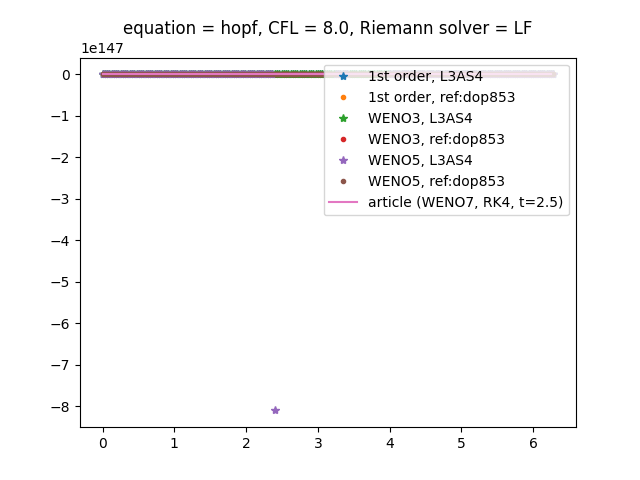 equation = hopf, CFL = 8.0, Riemann solver = LF
1e147
0
−1
−2
−3
−4
−5
−6
−7
−8
1st order, L3AS4
1st order, ref:dop853
WENO3, L3AS4
WENO3, ref:dop853
WENO5, L3AS4
WENO5, ref:dop853
article (WENO7, RK4, t=2.5)
0 1 2 3 4 5 6